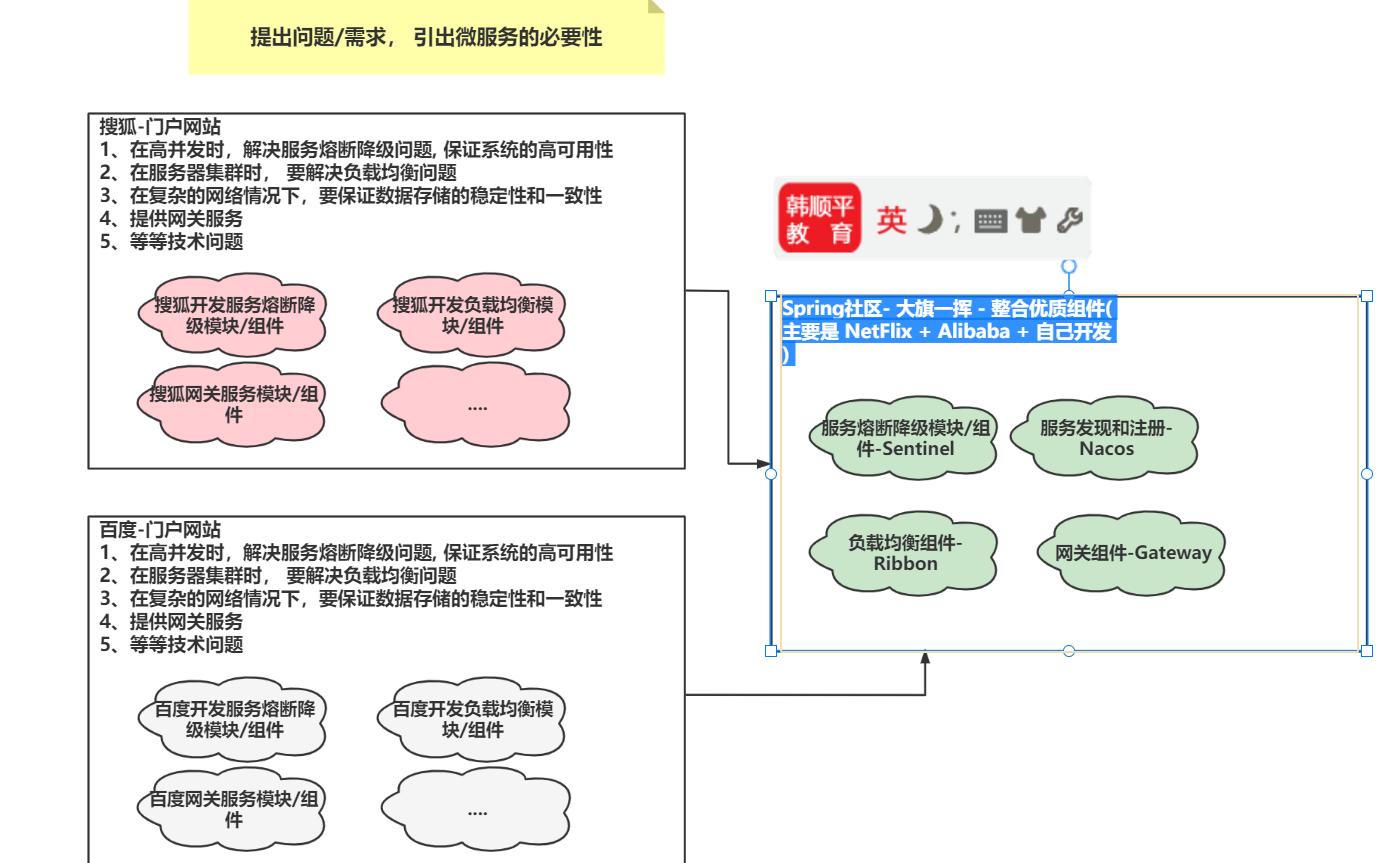 提出问题/需求， 引出微服务的必要性
搜狐-门户网站
1、在高并发时，解决服务熔断降级问题, 保证系统的高可用性
2、在服务器集群时， 要解决负载均衡问题
3、在复杂的网络情况下，要保证数据存储的稳定性和一致性
4、提供网关服务
5、等等技术问题
搜狐开发服务熔断降
级模块/组件
搜狐开发负载均衡模
块/组件
搜狐网关服务模块/组
件
....
韩顺平
教 育
英
;
Spring社区- 大旗一挥 - 整合优质组件(
主要是 NetFlix + Alibaba + 自己开发
)
服务熔断降级模块/组
件-Sentinel
服务发现和注册-
Nacos
负载均衡组件-
Ribbon
网关组件-Gateway
百度-门户网站
1、在高并发时，解决服务熔断降级问题, 保证系统的高可用性
2、在服务器集群时， 要解决负载均衡问题
3、在复杂的网络情况下，要保证数据存储的稳定性和一致性
4、提供网关服务
5、等等技术问题
百度开发服务熔断降
级模块/组件
百度开发负载均衡模
块/组件
百度网关服务模块/组
件
....